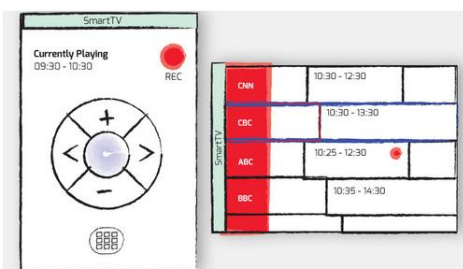 SmartTV
Currently Playing
09:30 - 10:30
REC
+
<
>
−
SmartTV
CNN
10:30 - 12:30
CBC
10:30 - 13:30
ABC
10:25 - 12:30
BBC
10:35 - 14:30